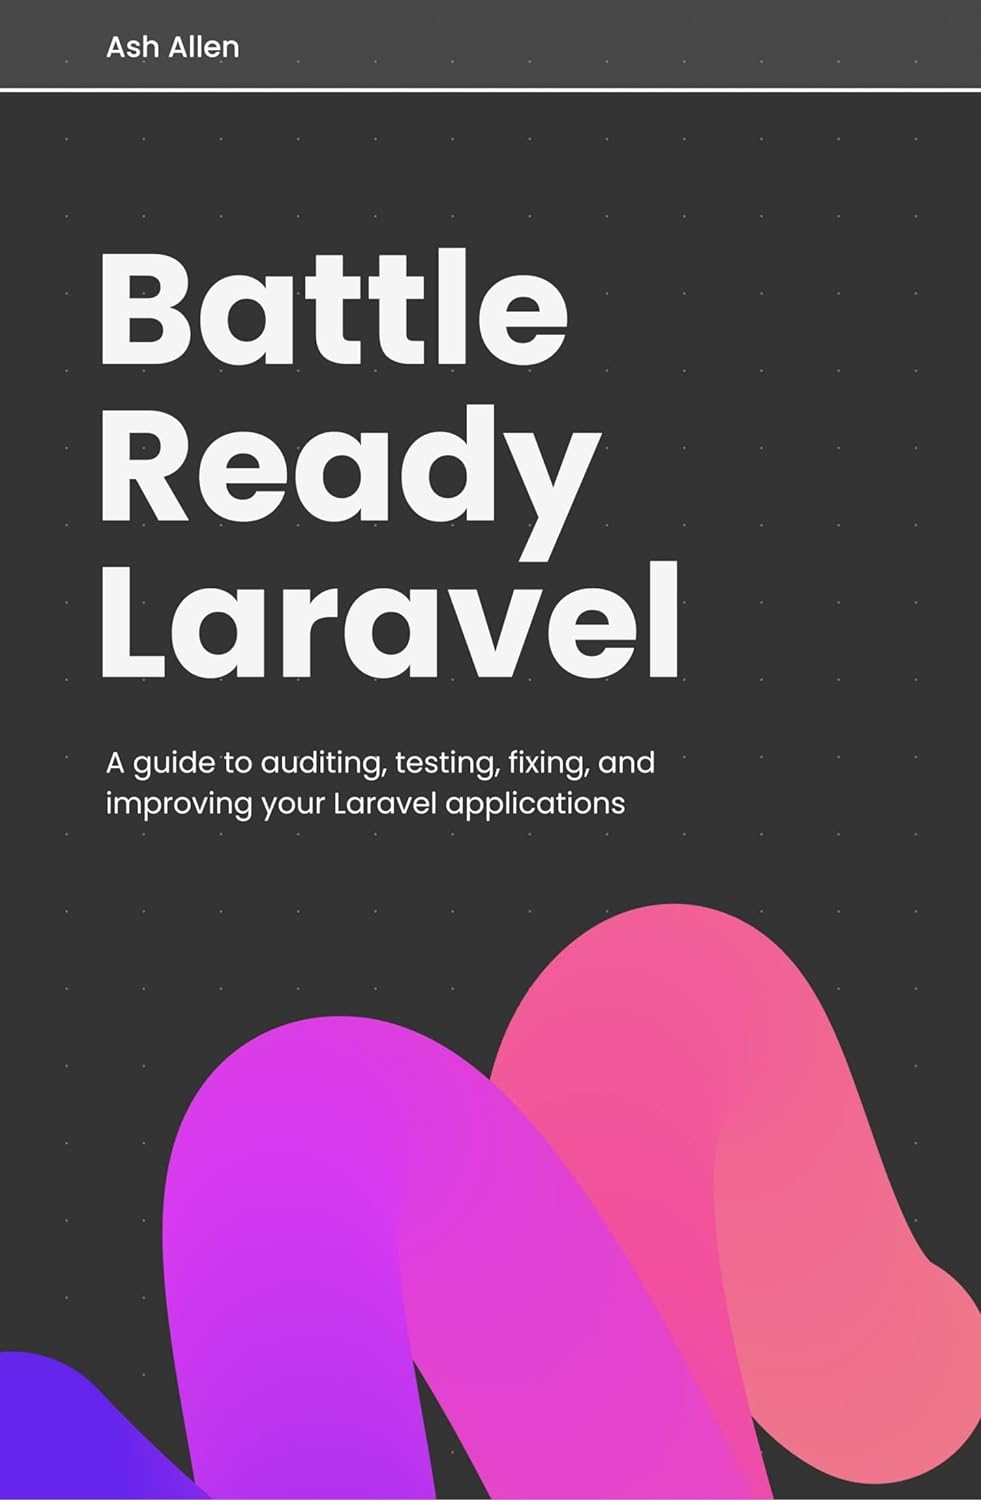 Ash Allen
Battle
Ready
Laravel
A guide to auditing, testing, fixing, and
improving your Laravel applications